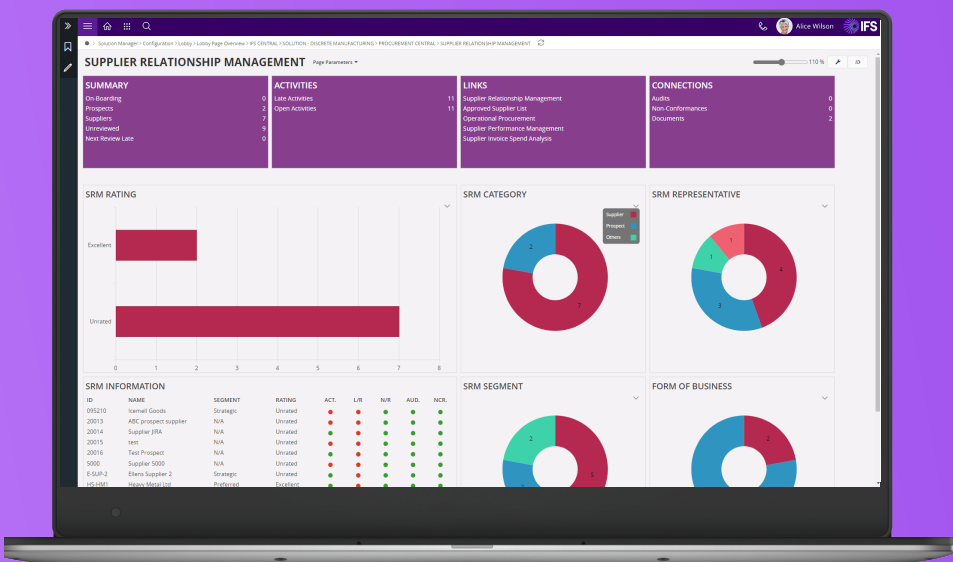 Alice Wilson
IFS
/ Solution Manager / Configuration / Lobby / Lobby Page Overview / IFS CENTRAL / SOLUTION - DISCRETE MANUFACTURING / PROCUREMENT CENTRAL / SUPPLIER RELATIONSHIP MANAGEMENT
SUPPLIER RELATIONSHIP MANAGEMENT Page Parameters 110 %
SUMMARY
On-Boarding 0
Prospects 2
Suppliers 7
Unreviewed 9
Next Review Late 0
ACTIVITIES
Late Activities 11
Open Activities 11
LINKS
Supplier Relationship Management
Approved Supplier List
Operational Procurement
Supplier Performance Management
Supplier Invoice Spend Analysis
CONNECTIONS
Audits 0
Non-Conformances 0
Documents 2
SRM RATING
Excellent
Unrated
0 1 2 3 4 5 6 7 8
SRM CATEGORY
Supplier
Prospect
Others
2
7
SRM REPRESENTATIVE
1
1
4
3
SRM INFORMATION
ID NAME SEGMENT RATING ACT. L/R N/R AUD. NCR.
095210 Icemell Goods Strategic Unrated
20013 ABC prospect supplier N/A Unrated
20014 Supplier JIRA N/A Unrated
20015 test N/A Unrated
20016 Test Prospect N/A Unrated
5000 Supplier 5000 N/A Unrated
E-SUP-2 Ellens Supplier 2 Strategic Unrated
HS-HM1 Heavy Metal Ltd Preferred Excellent
SRM SEGMENT
2
5
FORM OF BUSINESS
2